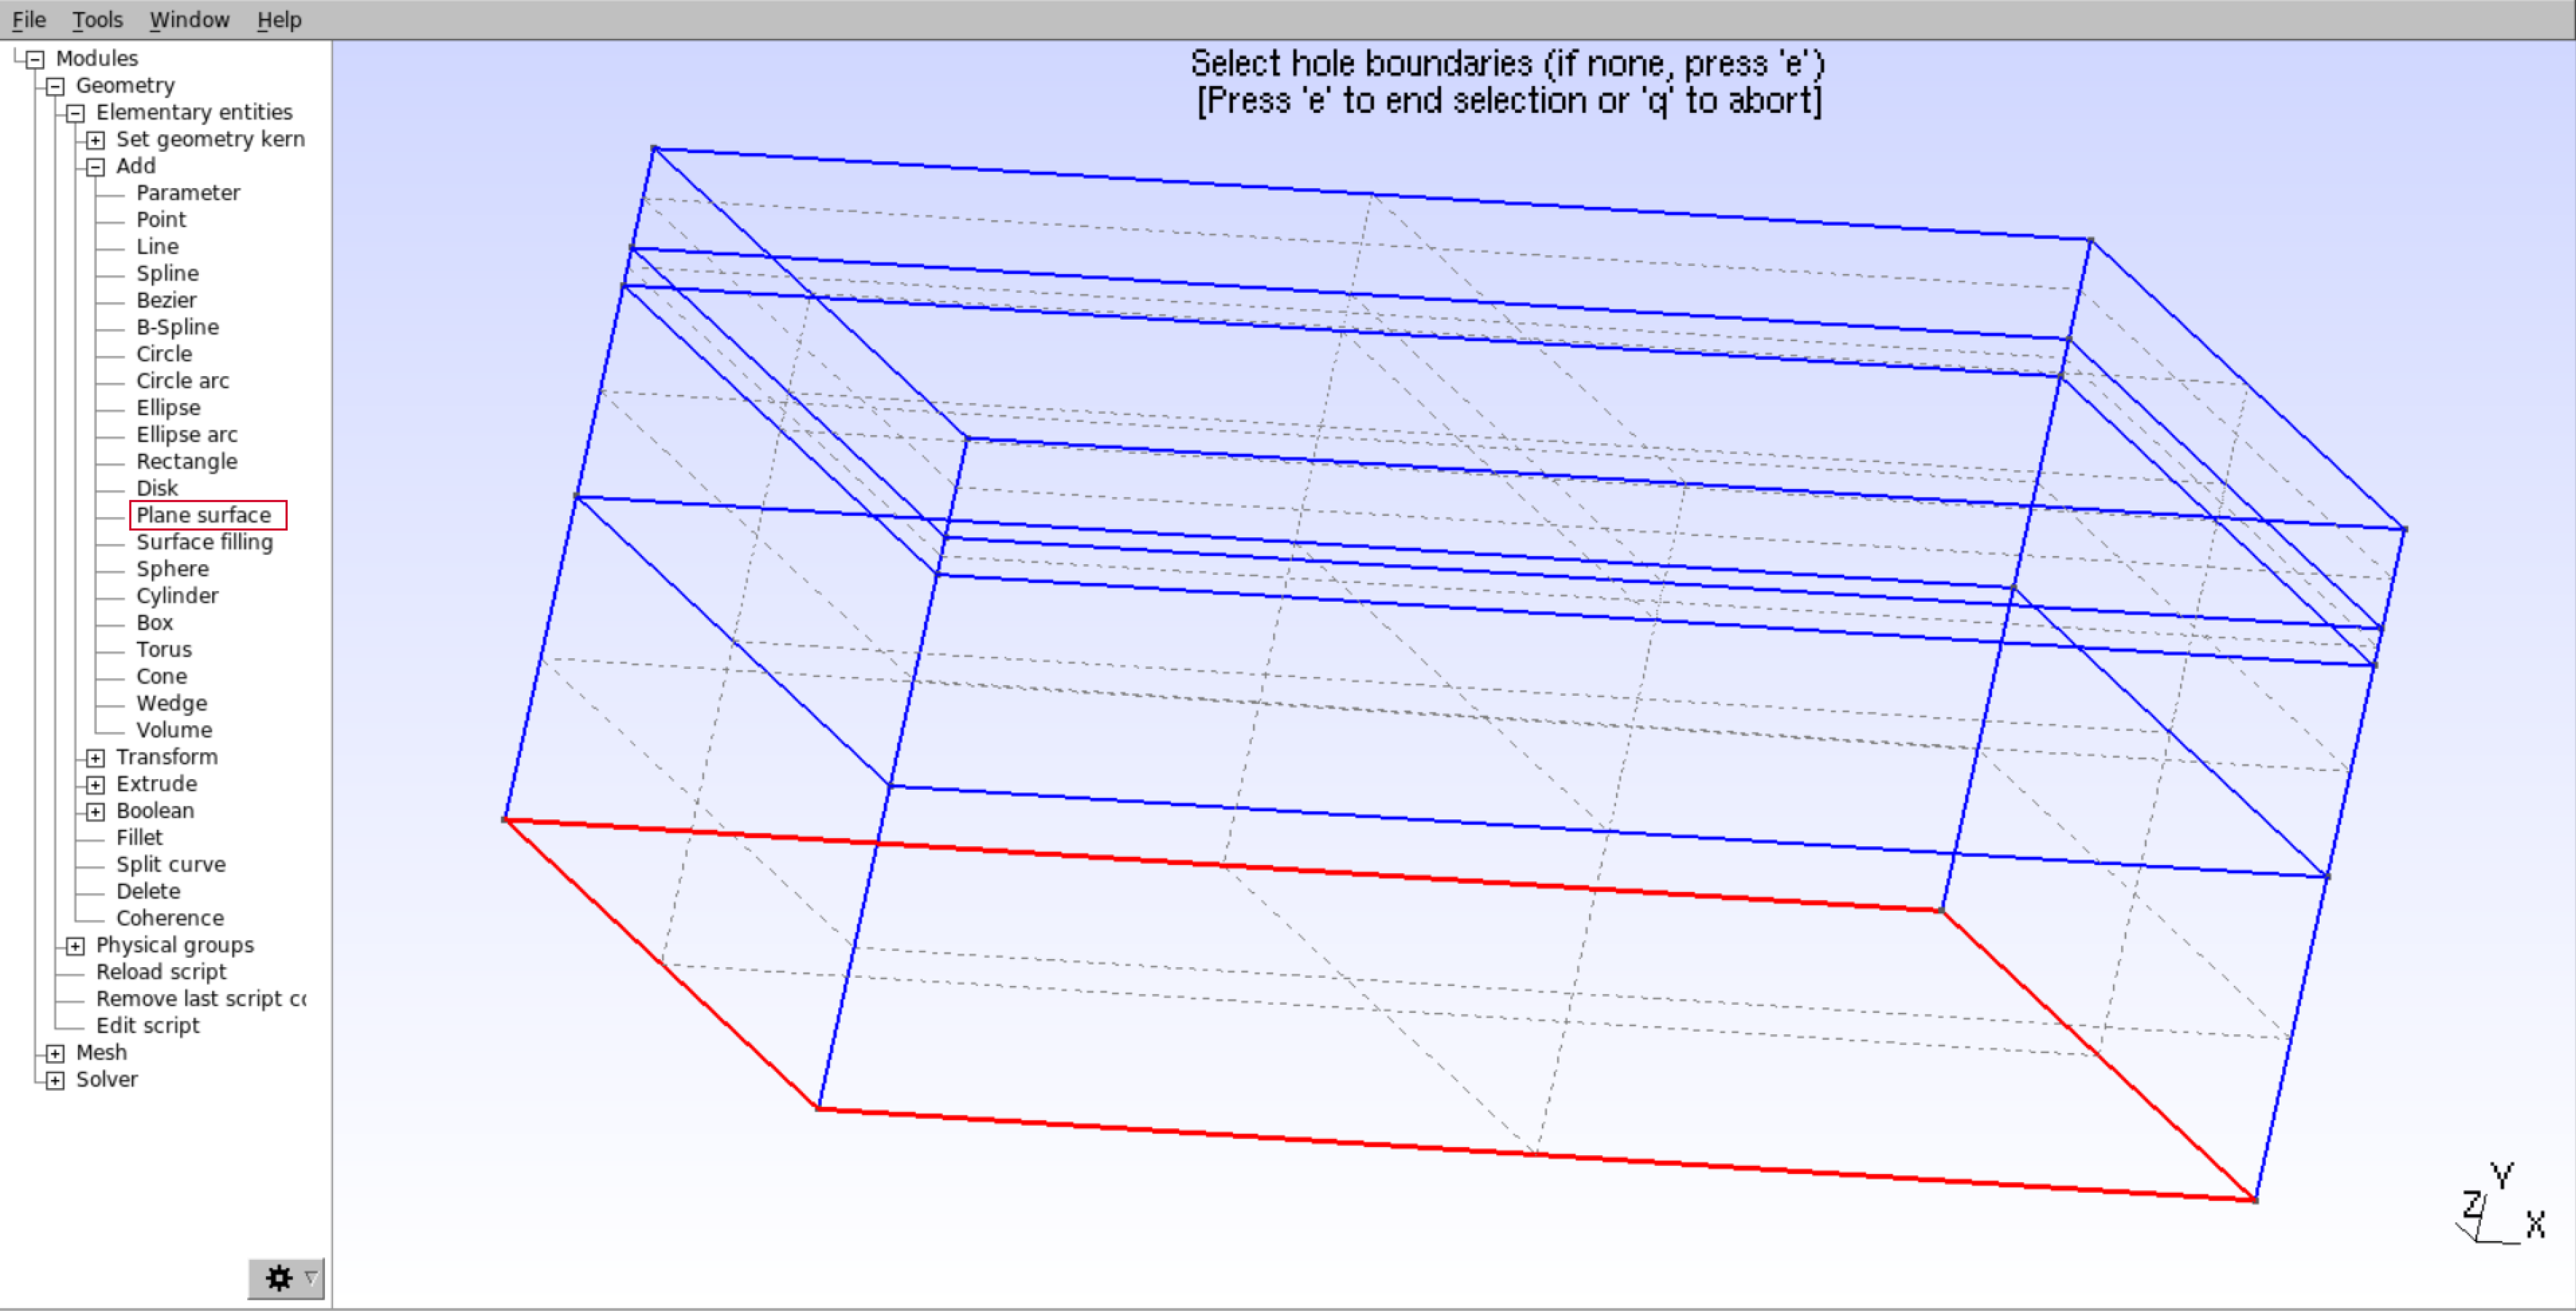 File Tools Window Help
Modules
Geometry
Elementary entities
Set geometry kern
Add
Parameter
Point
Line
Spline
Bezier
B-Spline
Circle
Circle arc
Ellipse
Ellipse arc
Rectangle
Disk
Plane surface
Surface filling
Sphere
Cylinder
Box
Torus
Cone
Wedge
Volume
Transform
Extrude
Boolean
Fillet
Split curve
Delete
Coherence
Physical groups
Reload script
Remove last script co
Edit script
Mesh
Solver
Select hole boundaries (if none, press 'e')
[Press 'e' to end selection or 'q' to abort]
Y
Z
X